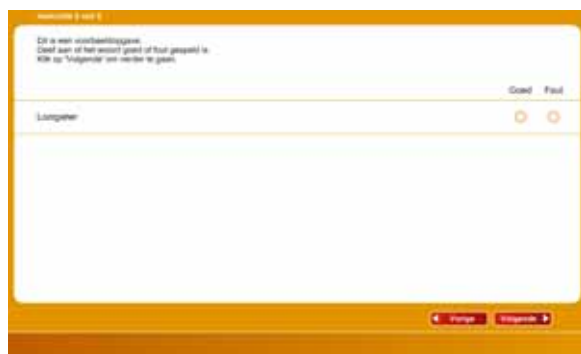 Dit is een voorbeeldopgave.
Geef aan of het woord goed of fout gespeld is.
Klik op 'Volgende' om verder te gaan.
Goed Fout
Vorige Volgende